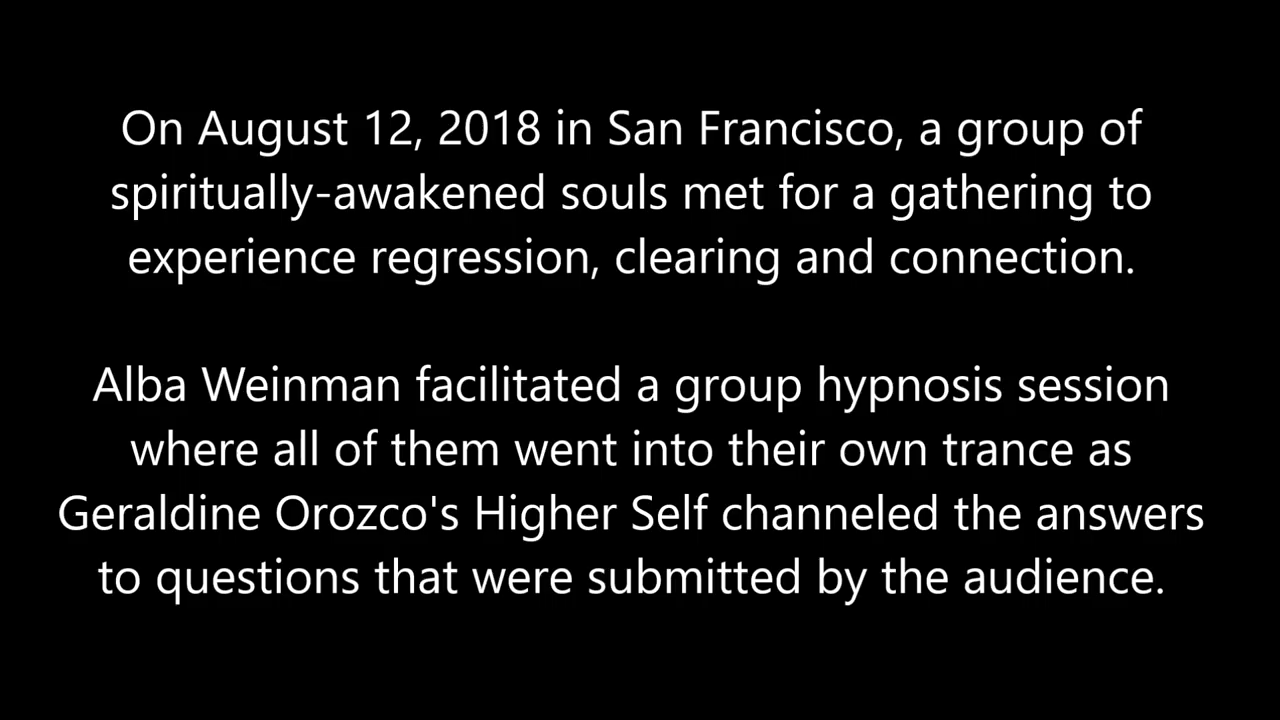 On August 12, 2018 in San Francisco, a group of
spiritually-awakened souls met for a gathering to
experience regression, clearing and connection.
Alba Weinman facilitated a group hypnosis session
where all of them went into their own trance as
Geraldine Orozco's Higher Self channeled the answers
to questions that were submitted by the audience.